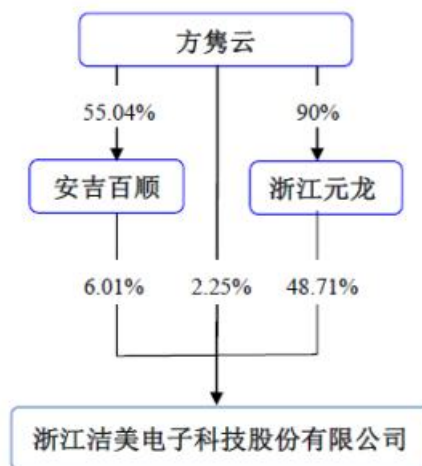 方隽云
55.04%
90%
安吉百顺
浙江元龙
6.01%
2.25%
48.71%
浙江洁美电子科技股份有限公司